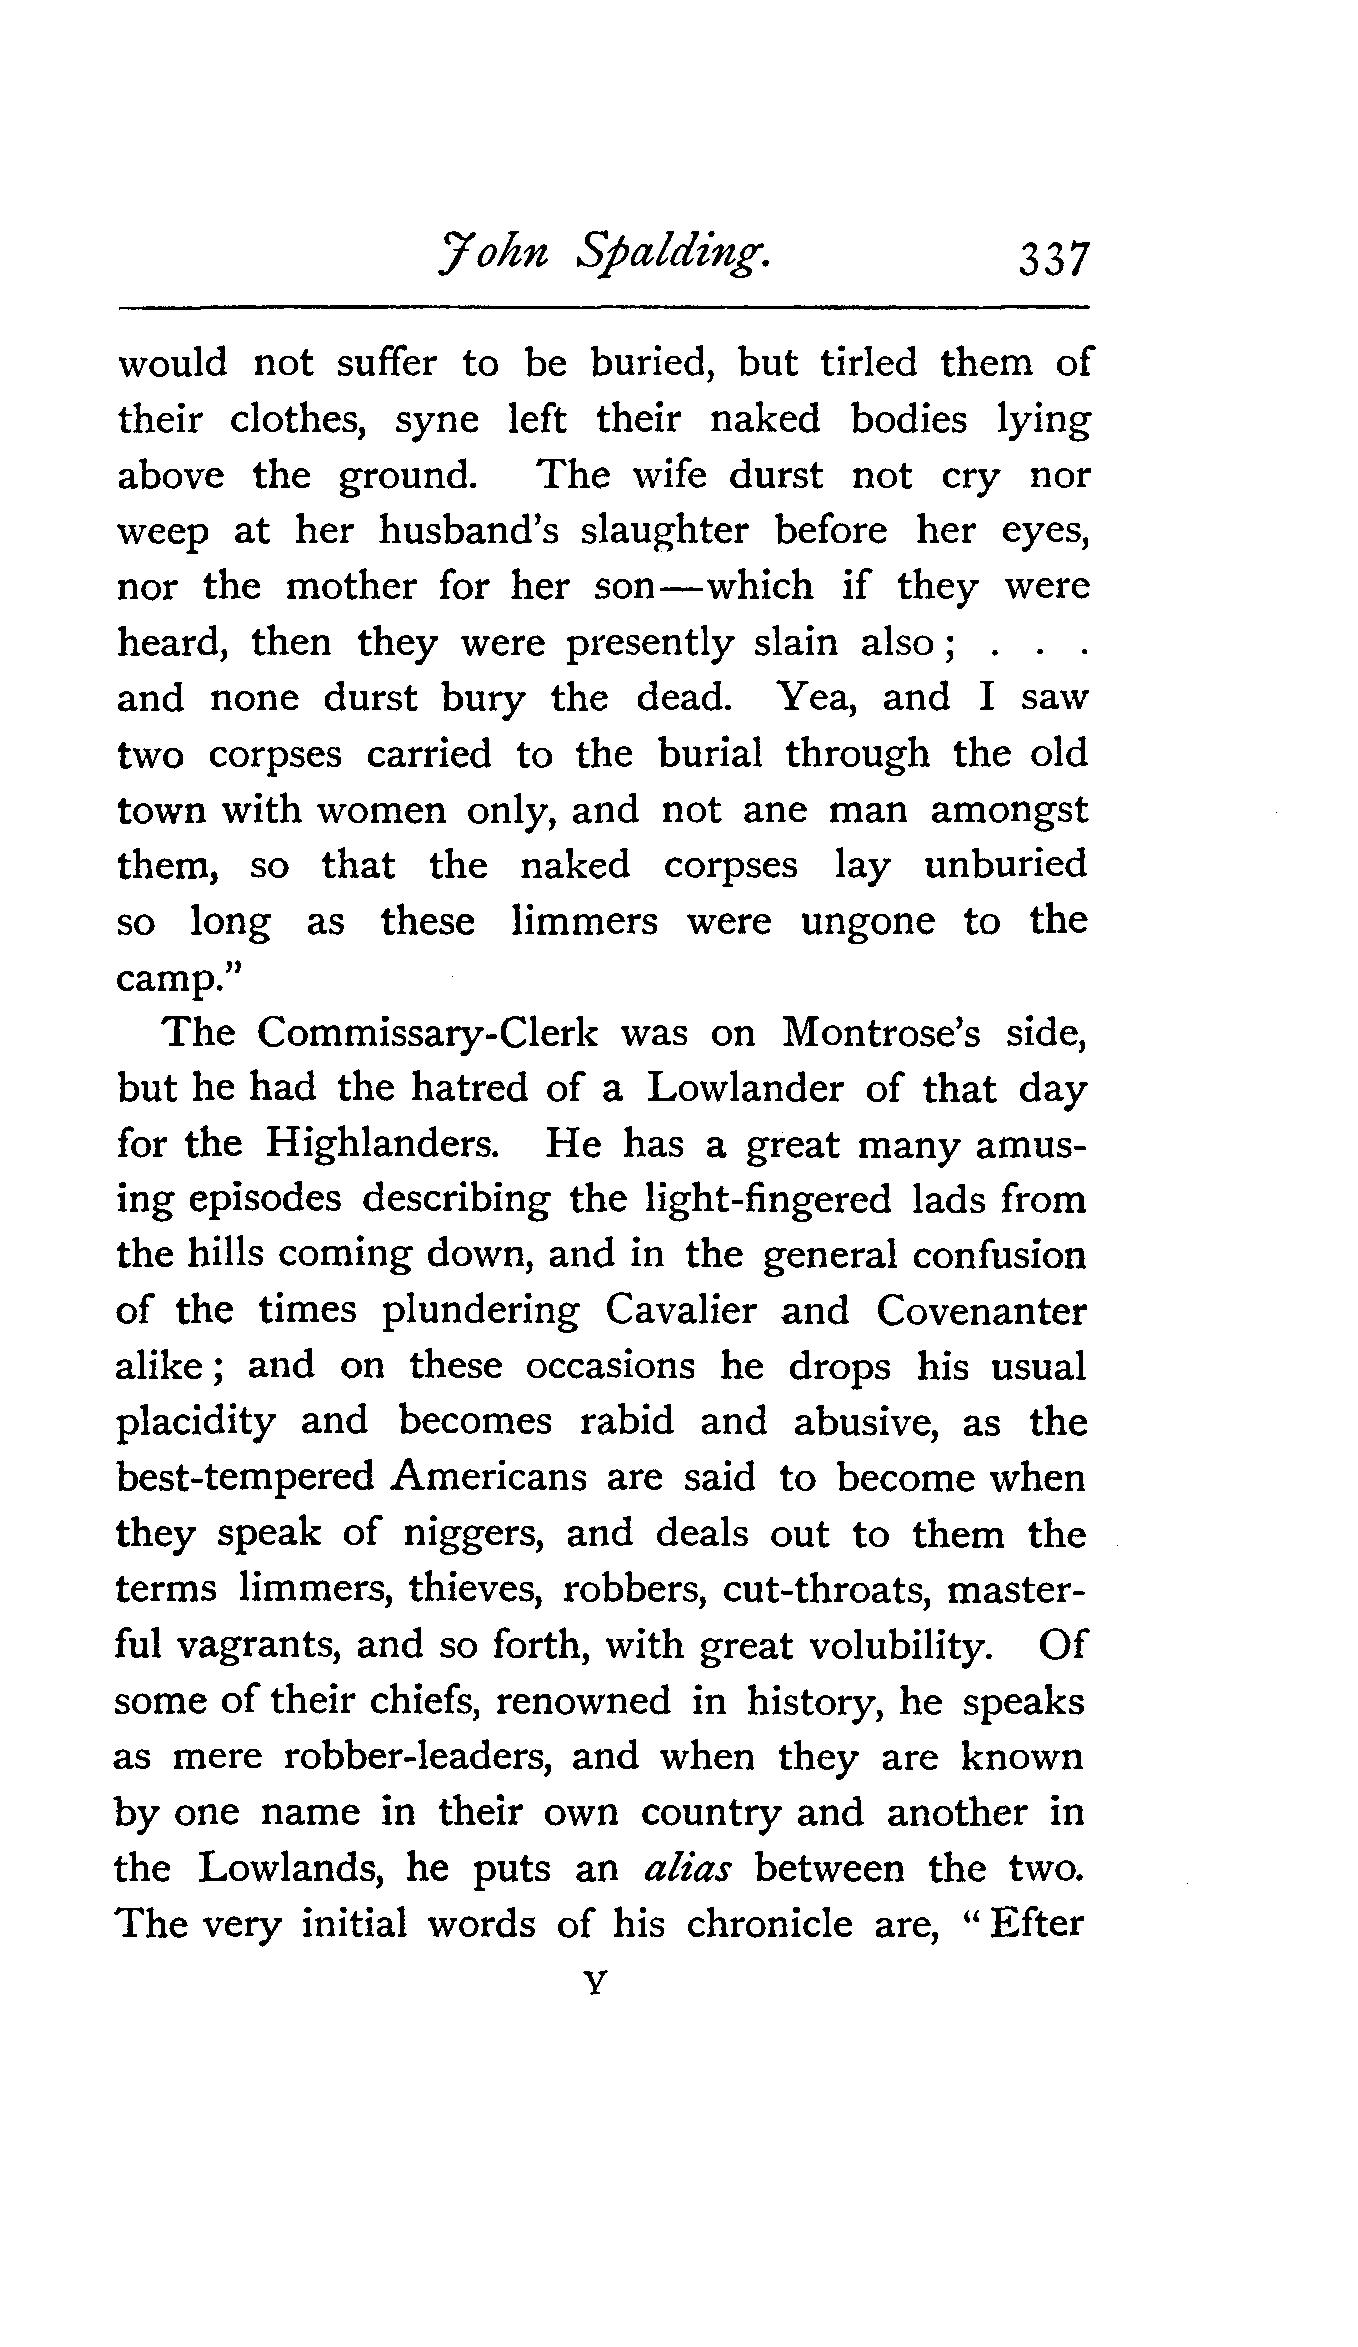 John Spalding. 337
would not suffer to be buried, but tirled them of
their clothes, syne left their naked bodies lying
above the ground. The wife durst not cry nor
weep at her husband's slaughter before her eyes,
nor the mother for her son—which if they were
heard, then they were presently slain also ; . . .
and none durst bury the dead. Yea, and I saw
two corpses carried to the burial through the old
town with women only, and not ane man amongst
them, so that the naked corpses lay unburied
so long as these limmers were ungone to the
camp."
The Commissary-Clerk was on Montrose's side,
but he had the hatred of a Lowlander of that day
for the Highlanders. He has a great many amus-
ing episodes describing the light-fingered lads from
the hills coming down, and in the general confusion
of the times plundering Cavalier and Covenanter
alike ; and on these occasions he drops his usual
placidity and becomes rabid and abusive, as the
best-tempered Americans are said to become when
they speak of niggers, and deals out to them the
terms limmers, thieves, robbers, cut-throats, master-
ful vagrants, and so forth, with great volubility. Of
some of their chiefs, renowned in history, he speaks
as mere robber-leaders, and when they are known
by one name in their own country and another in
the Lowlands, he puts an alias between the two.
The very initial words of his chronicle are, " Efter
Y